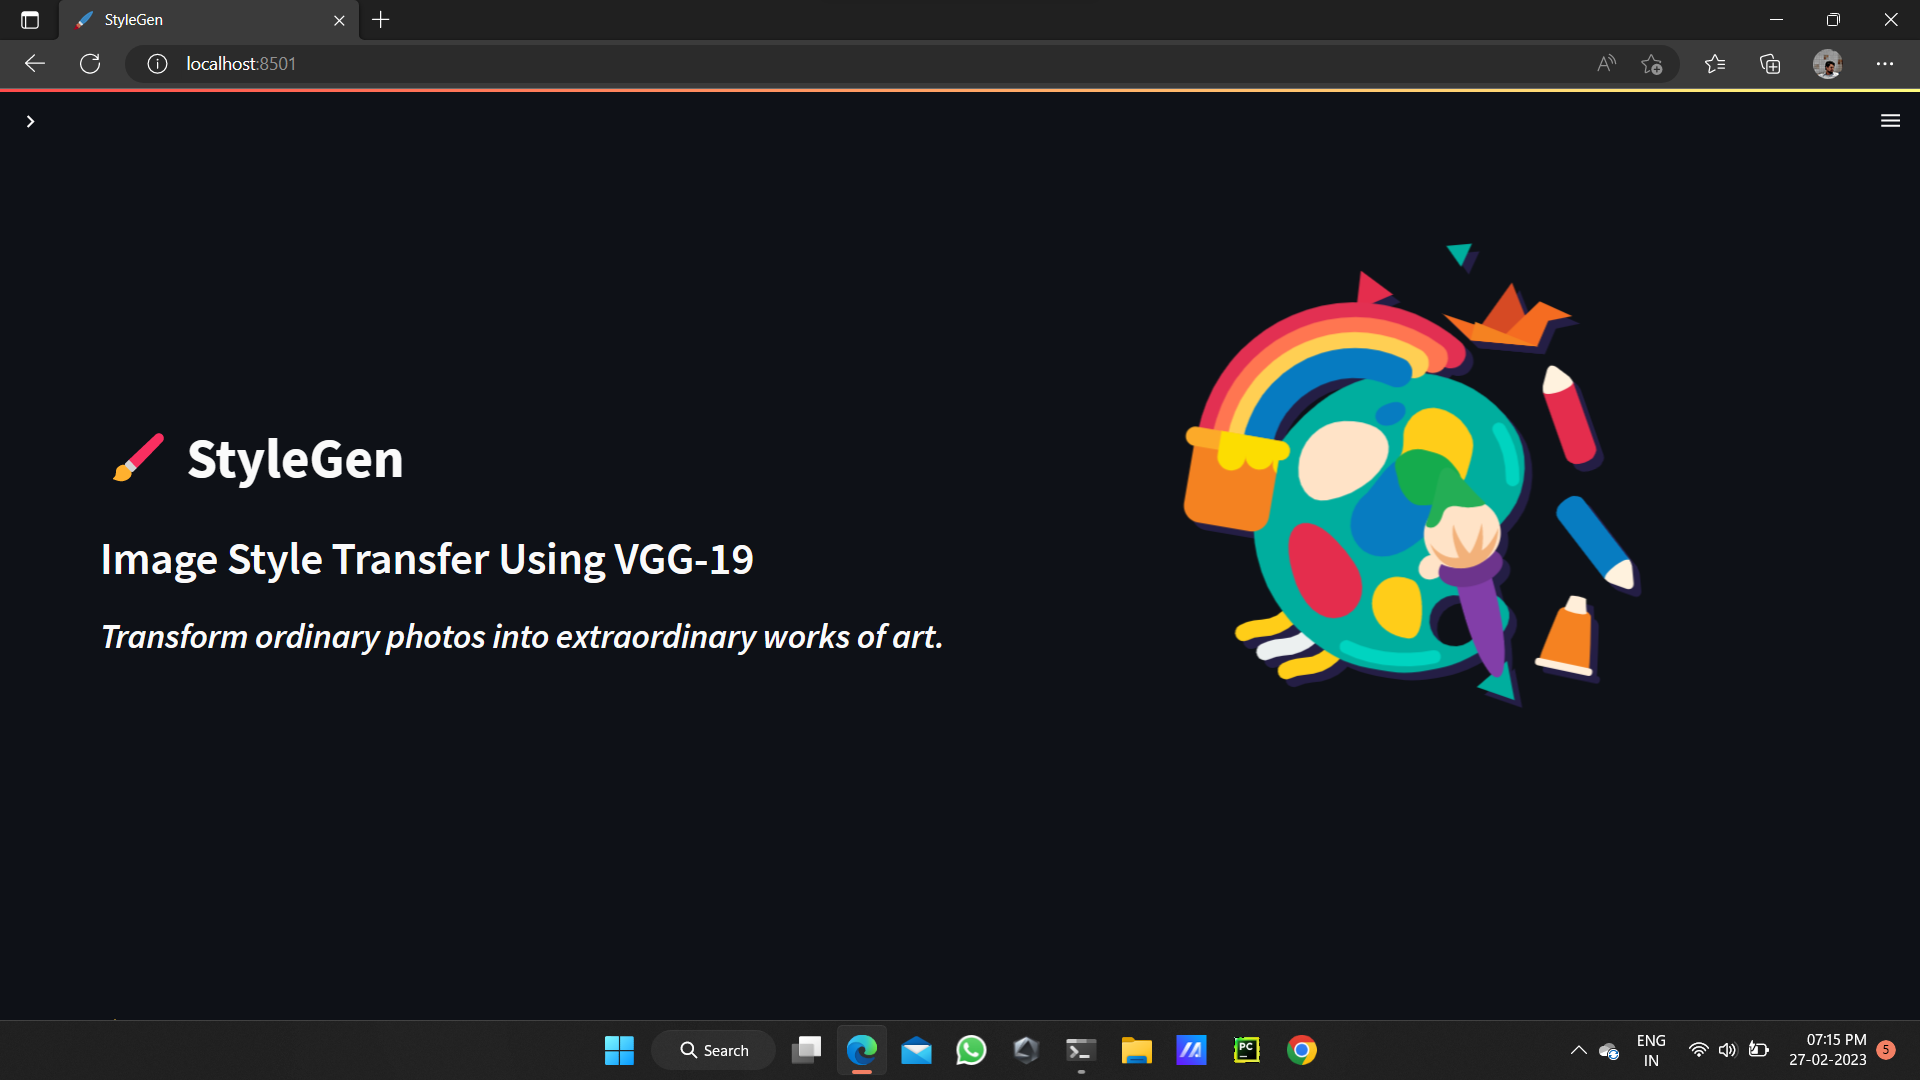 StyleGen
localhost:8501
StyleGen
Image Style Transfer Using VGG-19
Transform ordinary photos into extraordinary works of art.
Search
PC
ENG
IN
07:15 PM
27-02-2023
5